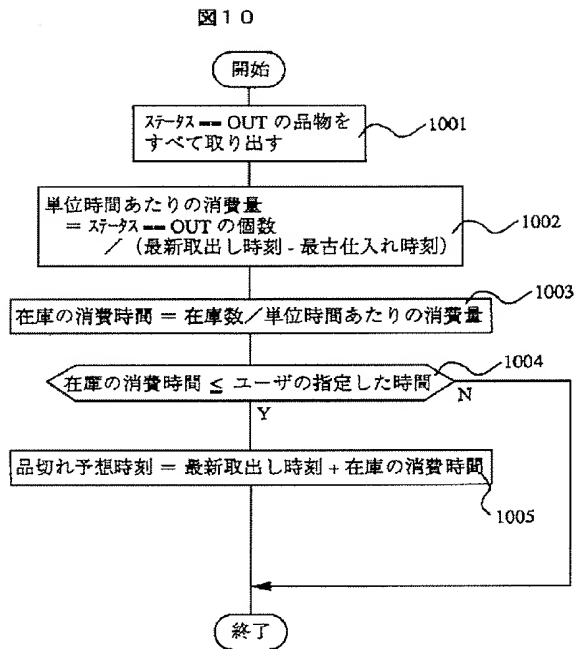 図１０
開始
ｽﾃｰﾀｽ == OUT の品物を
すべて取り出す
1001
単位時間あたりの消費量
＝ ｽﾃｰﾀｽ == OUT の個数
／（最新取出し時刻 - 最古仕入れ時刻）
1002
1003
在庫の消費時間 ＝ 在庫数／単位時間あたりの消費量
1004
在庫の消費時間 ≦ ユーザの指定した時間
N
Y
品切れ予想時刻 ＝ 最新取出し時刻 + 在庫の消費時間
1005
終了